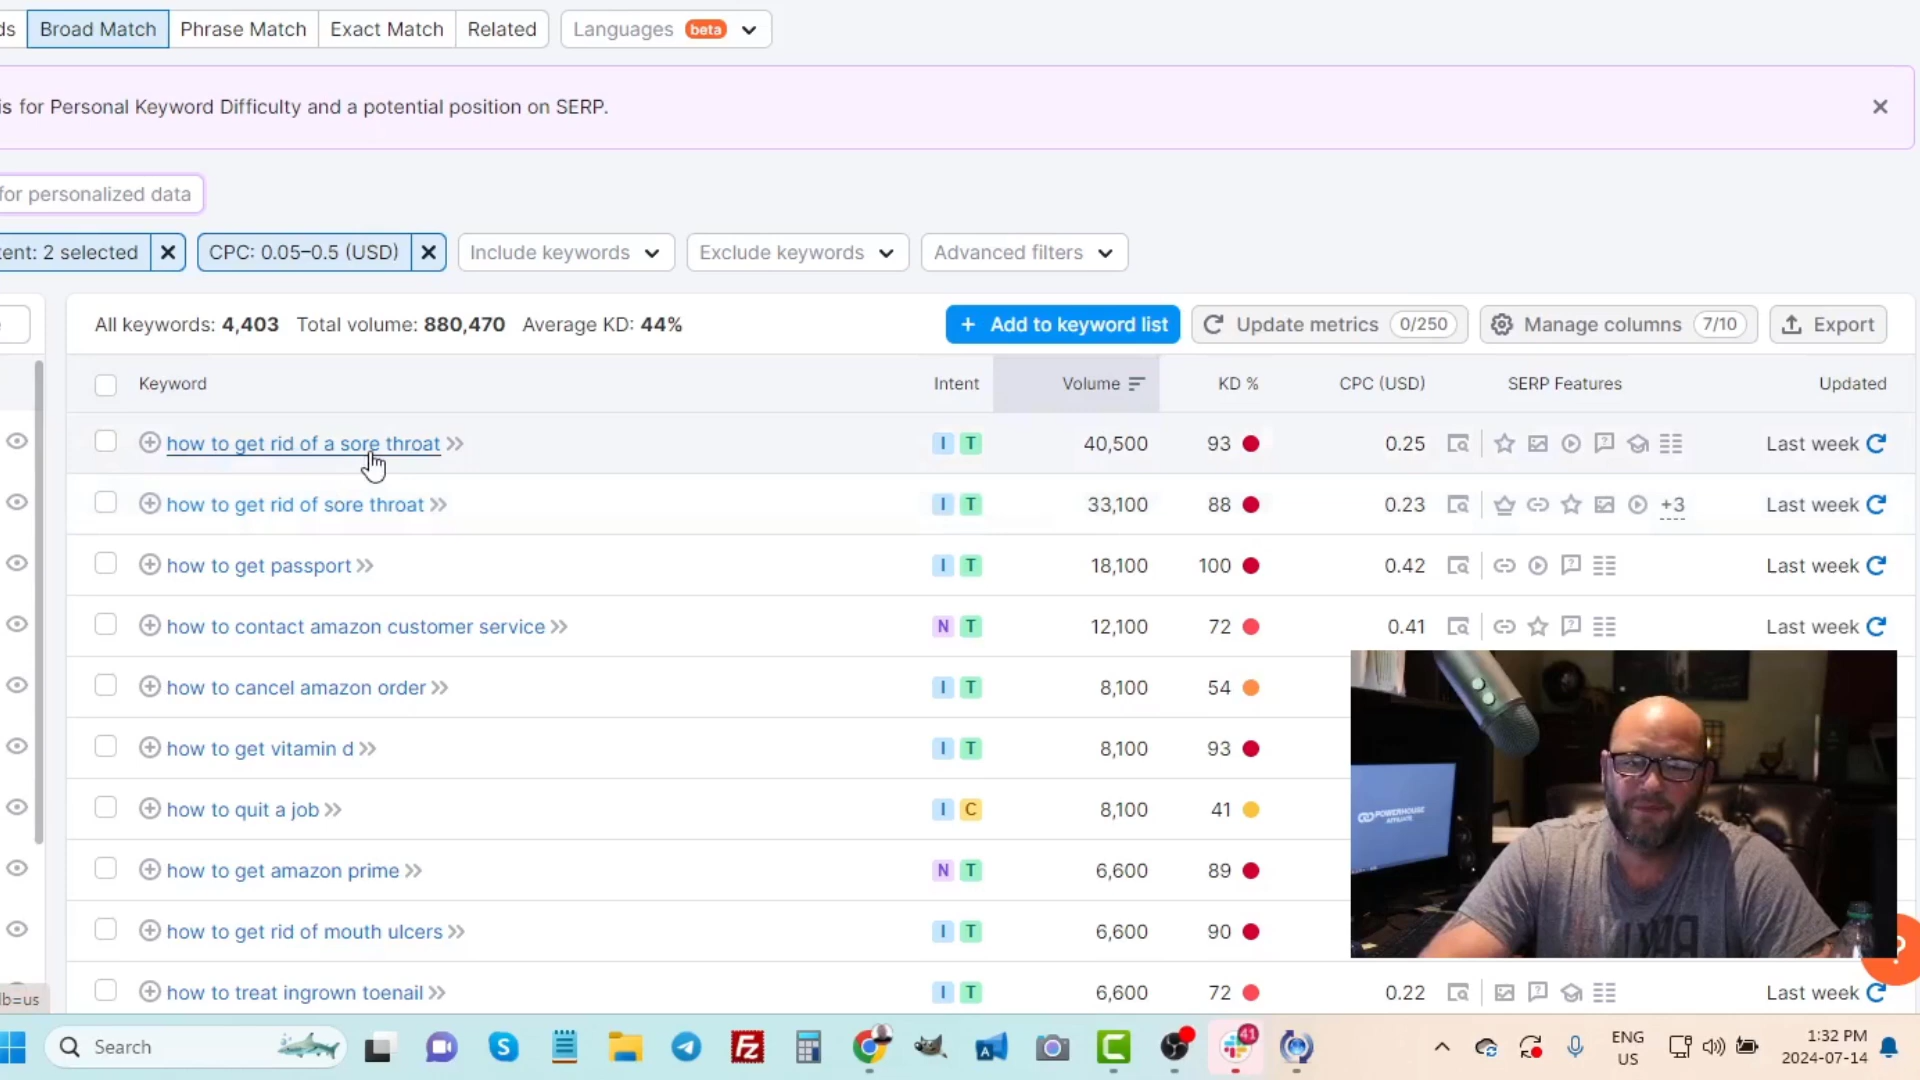 ds Broad Match Phrase Match Exact Match Related Languages beta
is for Personal Keyword Difficulty and a potential position on SERP.
for personalized data
tent: 2 selected CPC: 0.05–0.5 (USD) Include keywords Exclude keywords Advanced filters
All keywords: 4,403 Total volume: 880,470 Average KD: 44% + Add to keyword list Update metrics 0/250 Manage columns 7/10 Export
Keyword Intent Volume KD % CPC (USD) SERP Features Updated
how to get rid of a sore throat I T 40,500 93 0.25 Last week
how to get rid of sore throat I T 33,100 88 0.23 +3 Last week
how to get passport I T 18,100 100 0.42 Last week
how to contact amazon customer service N T 12,100 72 0.41 Last week
how to cancel amazon order I T 8,100 54
how to get vitamin d I T 8,100 93
how to quit a job I C 8,100 41
POWERHOUSE
AFFILIATE
how to get amazon prime N T 6,600 89
how to get rid of mouth ulcers I T 6,600 90
?
how to treat ingrown toenail I T 6,600 72 0.22 Last week
lb=us
Search 41 ENG
US
1:32 PM
2024-07-14